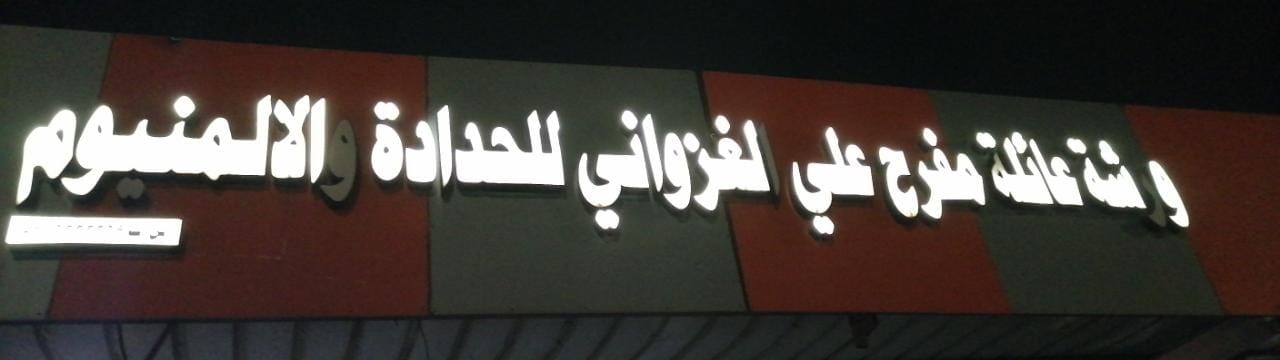 ورشة عائلة مفرح علي الغزواني للحدادة والالمنيوم
س.ت